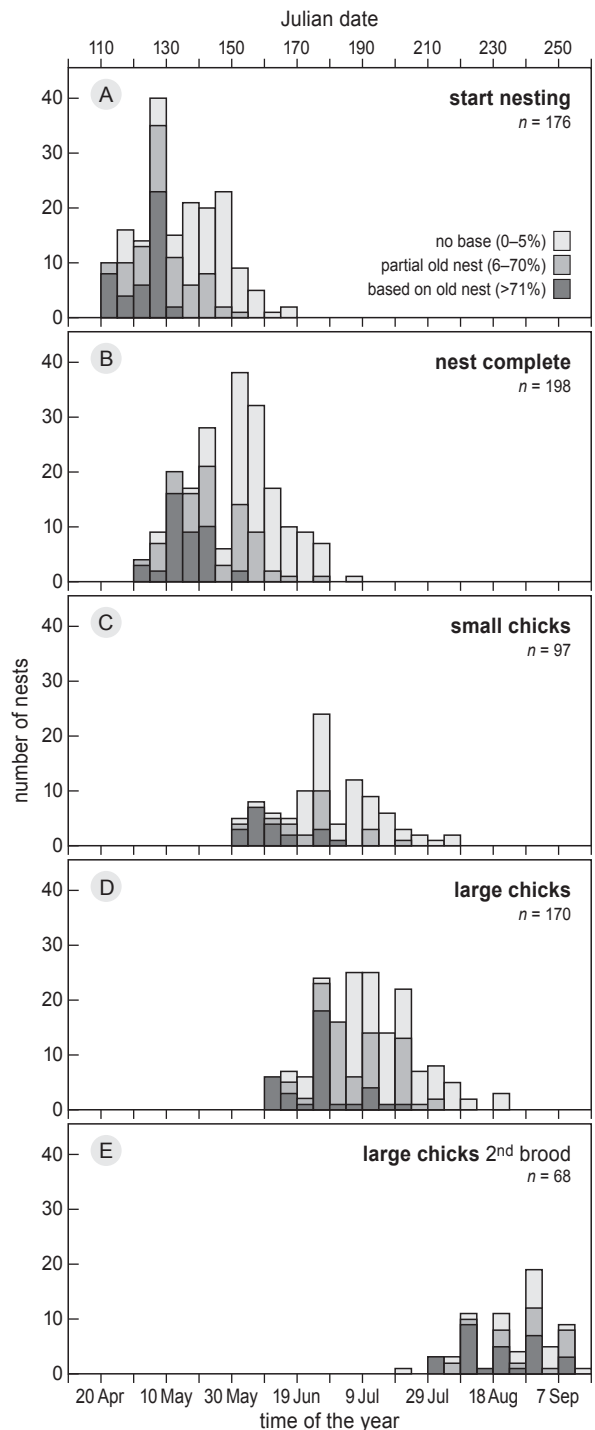 Julian date
110 130 150 170 190 210 230 250
A
start nesting
n = 176
40
30
20
10
0
no base (0–5%)
partial old nest (6–70%)
based on old nest (>71%)
B
nest complete
n = 198
40
30
20
10
0
C
small chicks
n = 97
40
30
20
10
0
number of nests
D
large chicks
n = 170
40
30
20
10
0
E
large chicks 2nd brood
n = 68
40
30
20
10
0
20 Apr 10 May 30 May 19 Jun 9 Jul 29 Jul 18 Aug 7 Sep
time of the year